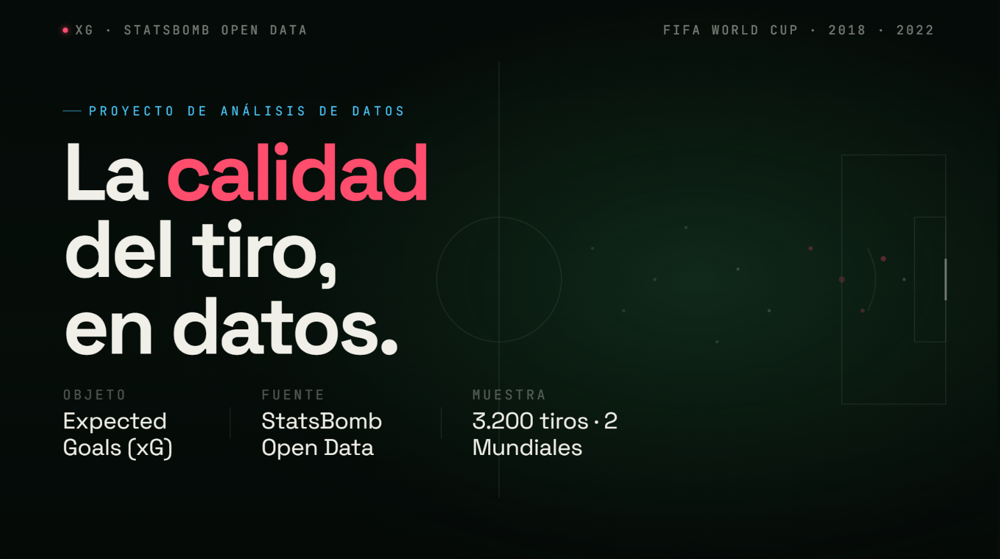 XG · STATSBOMB OPEN DATA
FIFA WORLD CUP · 2018 · 2022
PROYECTO DE ANÁLISIS DE DATOS
La calidad
del tiro,
en datos.
OBJETO
Expected
Goals (xG)
FUENTE
StatsBomb
Open Data
MUESTRA
3.200 tiros · 2
Mundiales